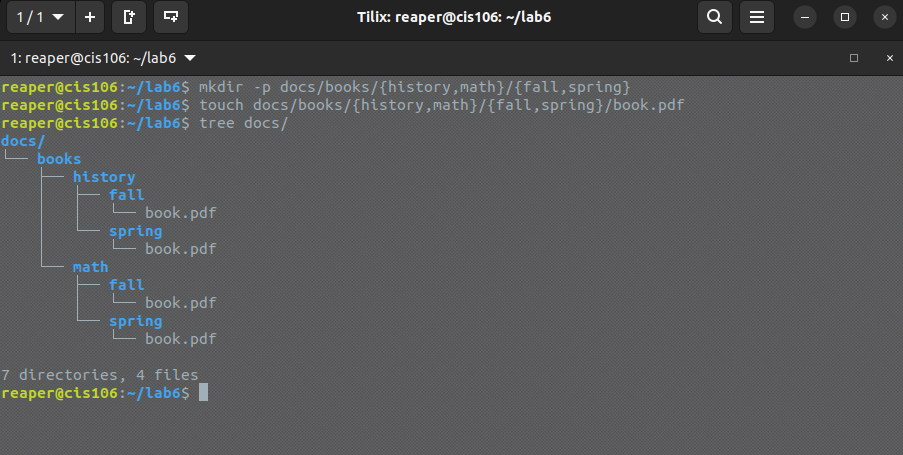 1 / 1
Tilix: reaper@cis106: ~/lab6
1: reaper@cis106: ~/lab6
reaper@cis106:~/lab6$ mkdir -p docs/books/{history,math}/{fall,spring}
reaper@cis106:~/lab6$ touch docs/books/{history,math}/{fall,spring}/book.pdf
reaper@cis106:~/lab6$ tree docs/
docs/
└── books
    ├── history
    │   ├── fall
    │   │   └── book.pdf
    │   └── spring
    │       └── book.pdf
    └── math
        ├── fall
        │   └── book.pdf
        └── spring
            └── book.pdf
7 directories, 4 files
reaper@cis106:~/lab6$